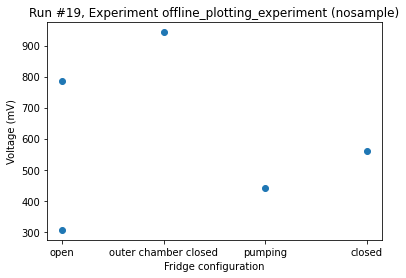 Run #19, Experiment offline_plotting_experiment (nosample)
Voltage (mV)
900
800
700
600
500
400
300
open outer chamber closed pumping closed
Fridge configuration